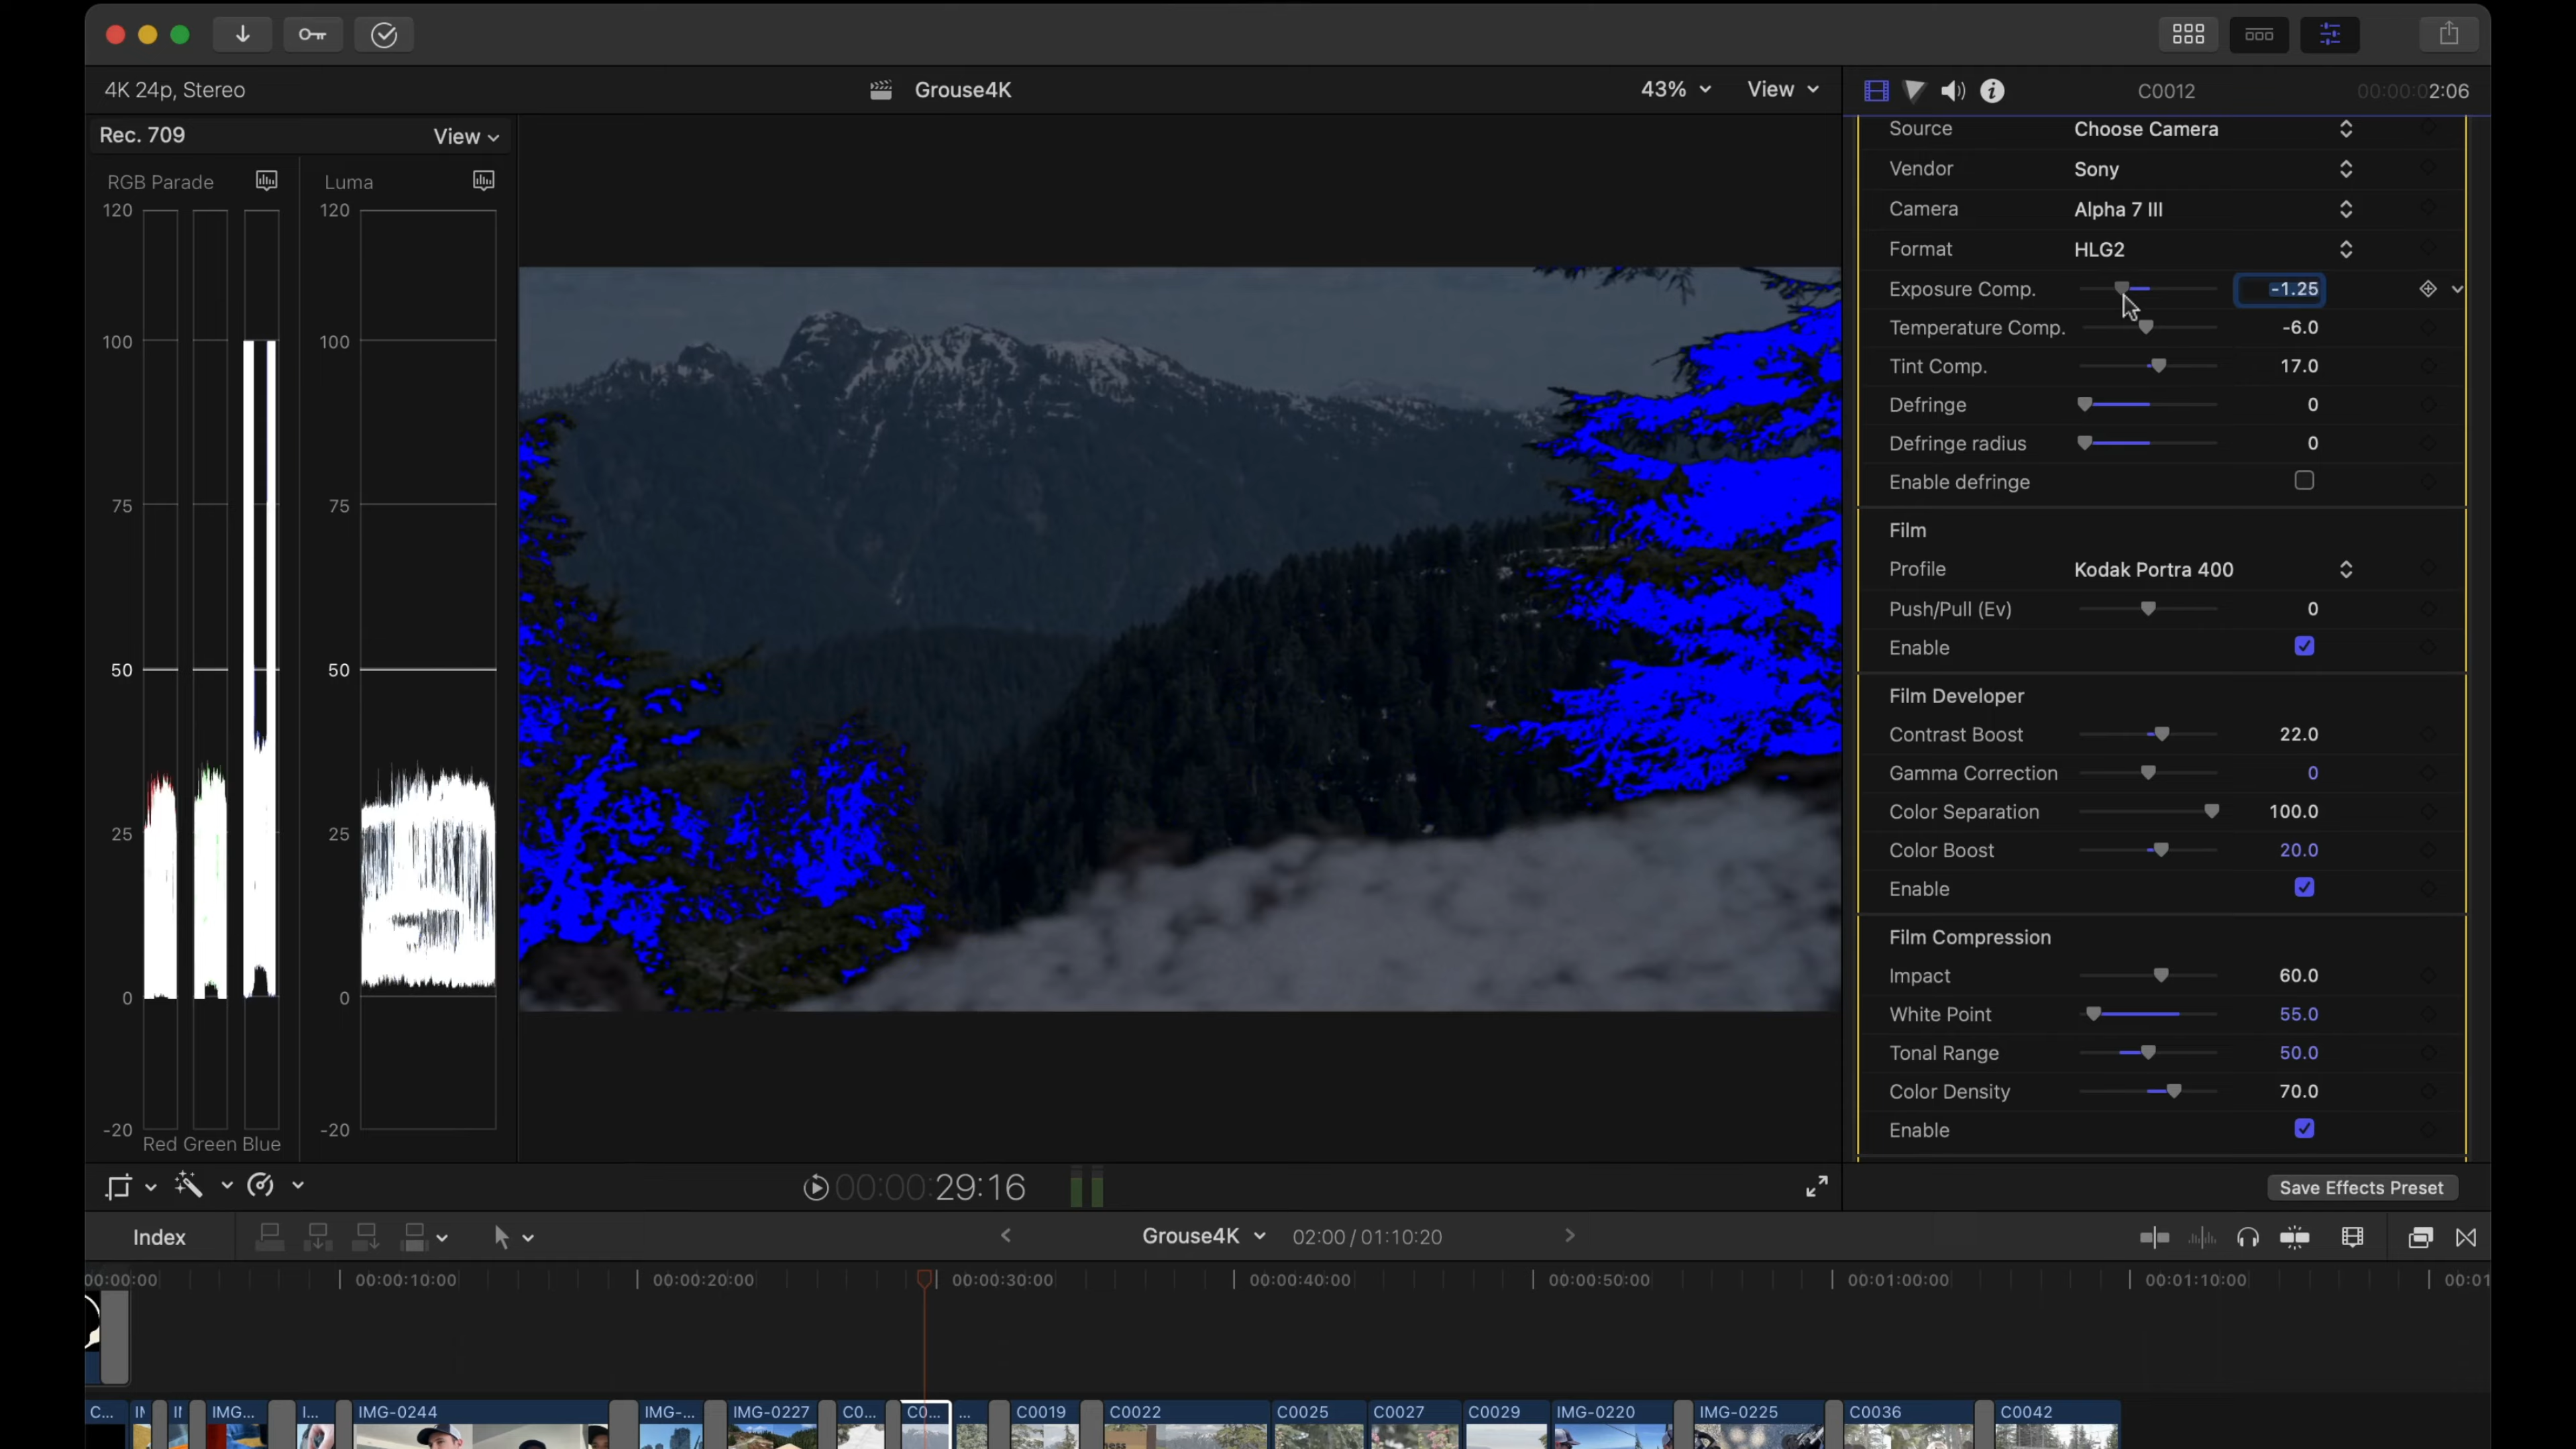 4K 24p, Stereo
Grouse4K
43%
View
C0012
00:00:02:06
Rec. 709
View
RGB Parade
Luma
120
100
75
50
25
0
-20
Red Green Blue
120
100
75
50
25
0
-20
Source Choose Camera
Vendor Sony
Camera Alpha 7 III
Format HLG2
Exposure Comp. -1.25
Temperature Comp. -6.0
Tint Comp. 17.0
Defringe 0
Defringe radius 0
Enable defringe
Film
Profile Kodak Portra 400
Push/Pull (Ev) 0
Enable
Film Developer
Contrast Boost 22.0
Gamma Correction 0
Color Separation 100.0
Color Boost 20.0
Enable
Film Compression
Impact 60.0
White Point 55.0
Tonal Range 50.0
Color Density 70.0
Enable
00:00:29:16
Save Effects Preset
Index
Grouse4K
02:00 / 01:10:20
00:00:00 00:00:10:00 00:00:20:00 00:00:30:00 00:00:40:00 00:00:50:00 00:01:00:00 00:01:10:00 00:01
C... IMG... I... IMG-0244 IMG-... IMG-0227 C0... C0... ... C0019 C0022 C0025 C0027 C0029 IMG-0220 IMG-0225 C0036 C0042